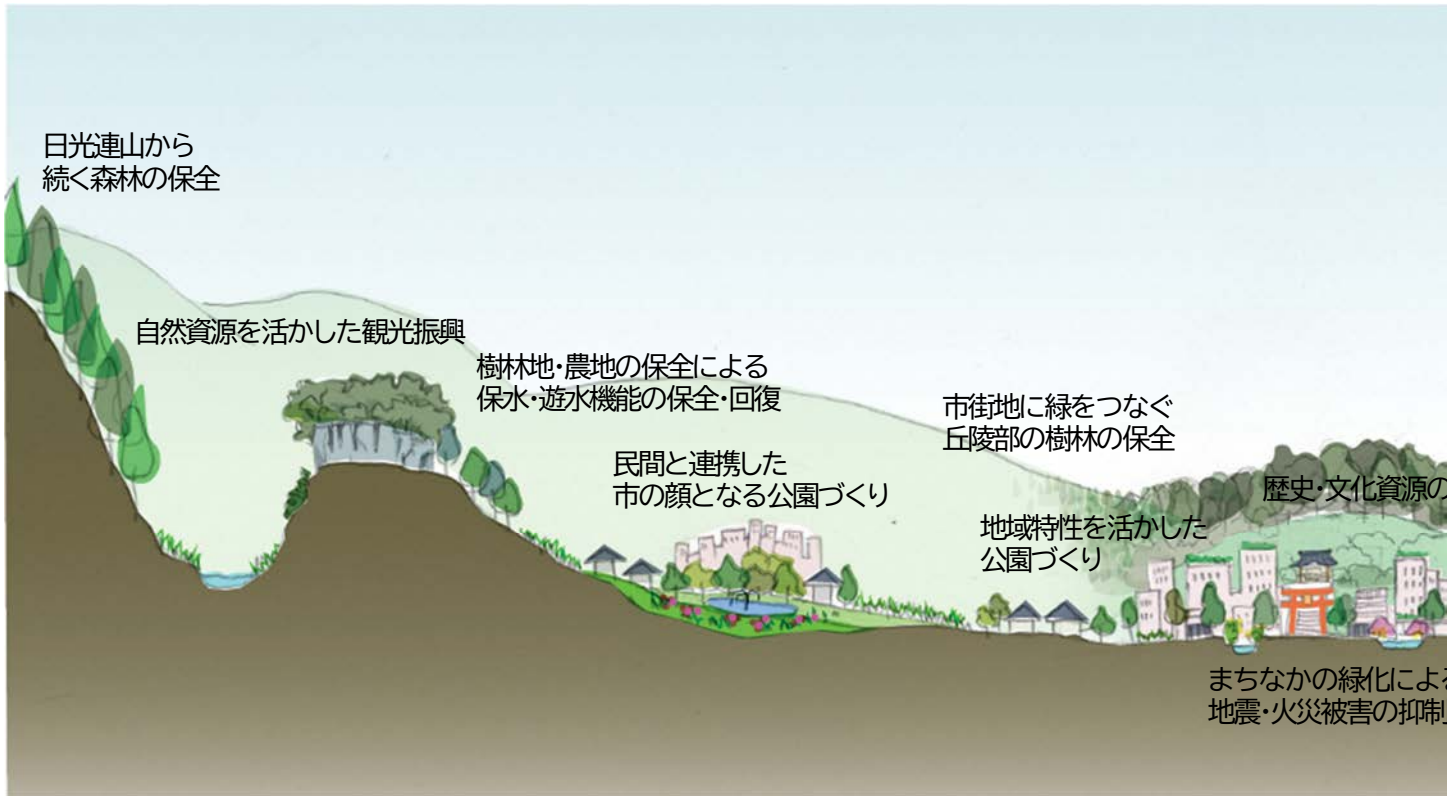 日光連山から
続く森林の保全
自然資源を活かした観光振興
樹林地・農地の保全による
保水・遊水機能の保全・回復
民間と連携した
市の顔となる公園づくり
市街地に緑をつなぐ
丘陵部の樹林の保全
歴史・文化資源の
地域特性を活かした
公園づくり
まちなかの緑化による
地震・火災被害の抑制